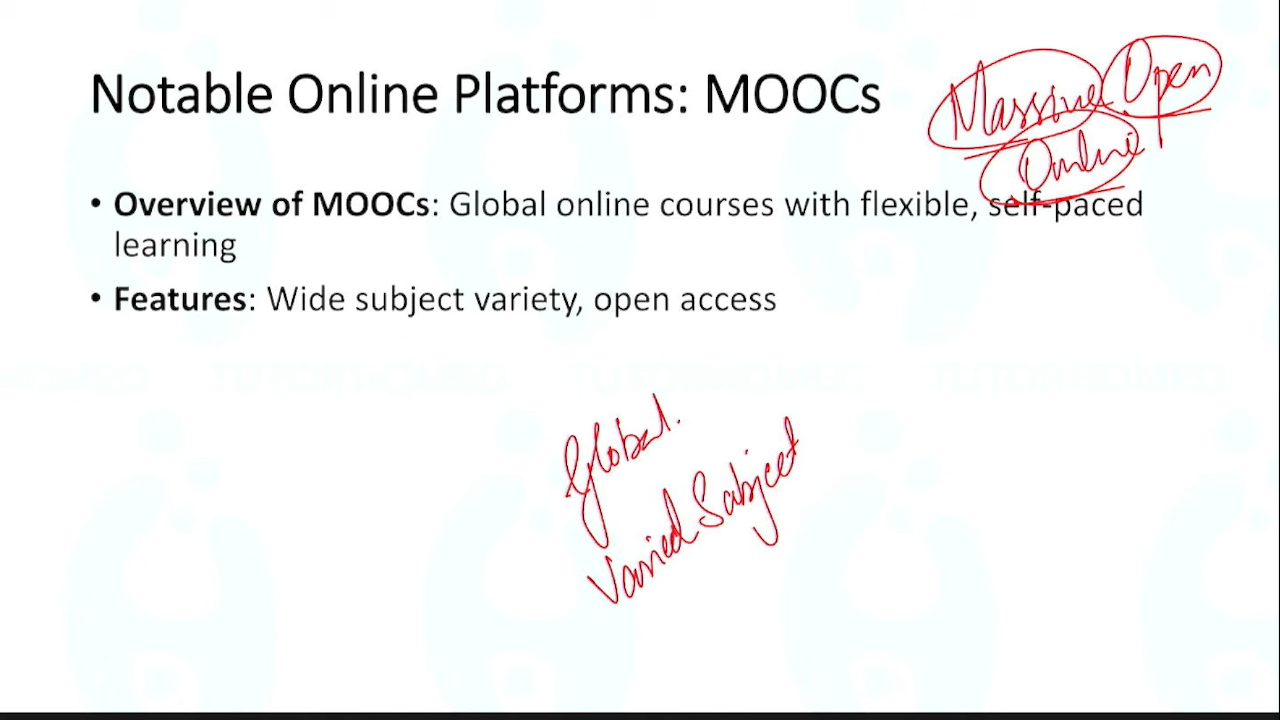 Notable Online Platforms: MOOCs
Massive Open
Online
• Overview of MOOCs: Global online courses with flexible, self-paced
learning
• Features: Wide subject variety, open access
Global.
Varied Subject